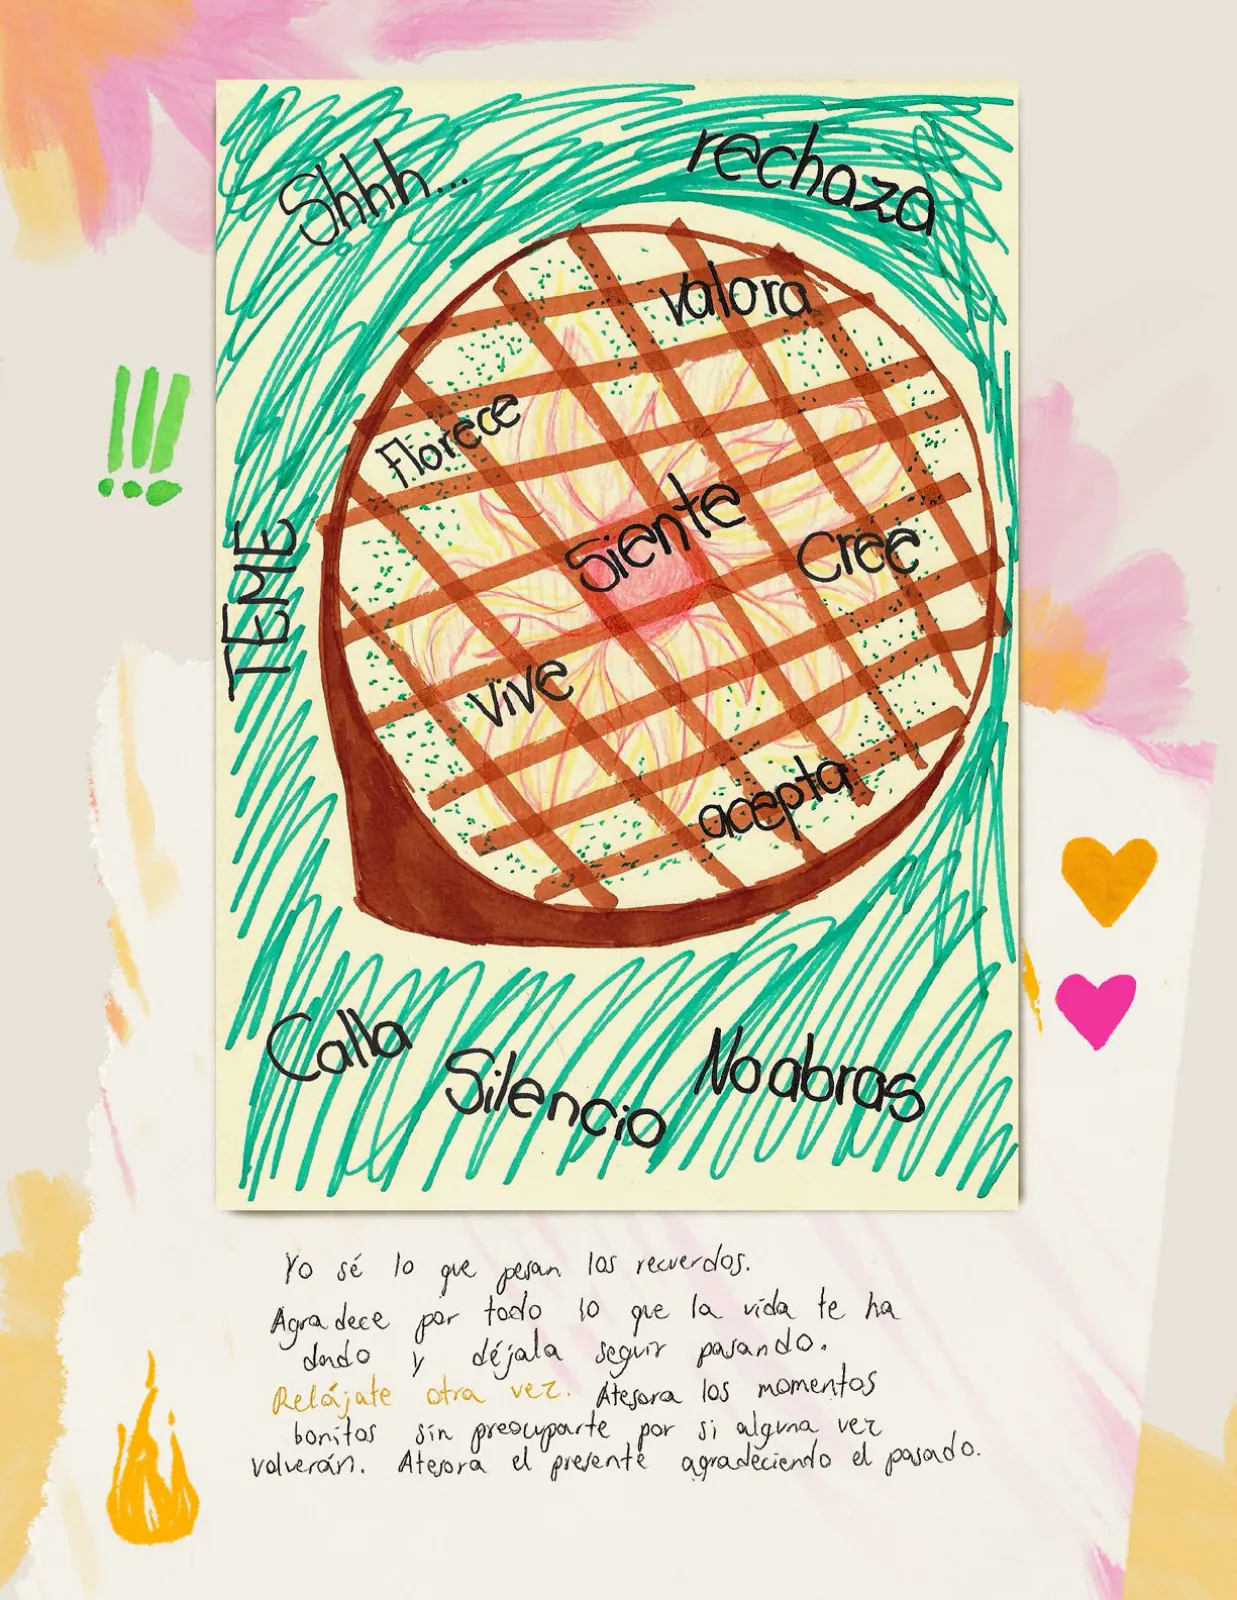 Shhh...
rechaza
valora
Florece
Siente
Cree
TEME
vive
acepta
Calla
Silencio
No abras
!!!
Yo sé lo que pesan los recuerdos.
Agradece por todo lo que la vida te ha
dado y déjala seguir pasando.
Relájate otra vez. Atesora los momentos
bonitos sin preocuparte por si alguna vez
volverán. Atesora el presente agradeciendo el pasado.